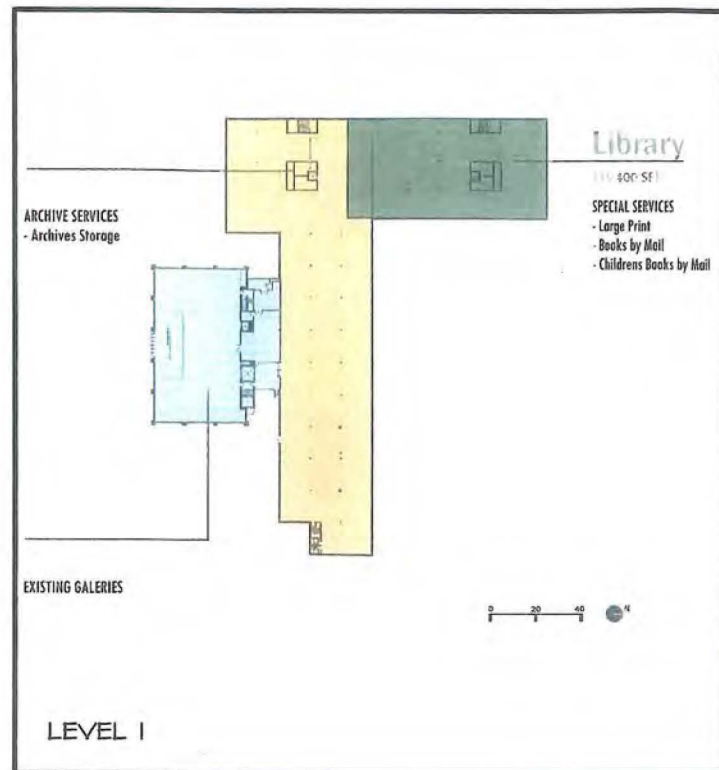 Library
SF
ARCHIVE SERVICES
- Archives Storage
SPECIAL SERVICES
- Large Print
- Books by Mail
- Childrens Books by Mail
EXISTING GALERIES
0 20 40 N
LEVEL 1